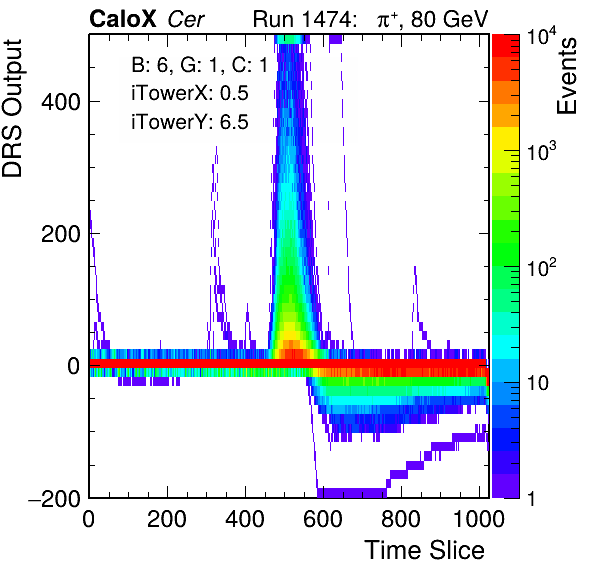 CaloX Cer Run 1474: π⁺, 80 GeV
B: 6, G: 1, C: 1
iTowerX: 0.5
iTowerY: 6.5
DRS Output
400
200
0
−200
0 200 400 600 800 1000
Time Slice
Events
10⁴
10³
10²
10
1